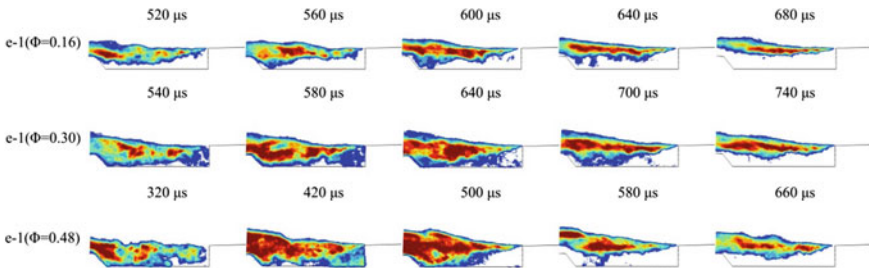 520 μs 560 μs 600 μs 640 μs 680 μs
e-1(Φ=0.16)
540 μs 580 μs 640 μs 700 μs 740 μs
e-1(Φ=0.30)
320 μs 420 μs 500 μs 580 μs 660 μs
e-1(Φ=0.48)